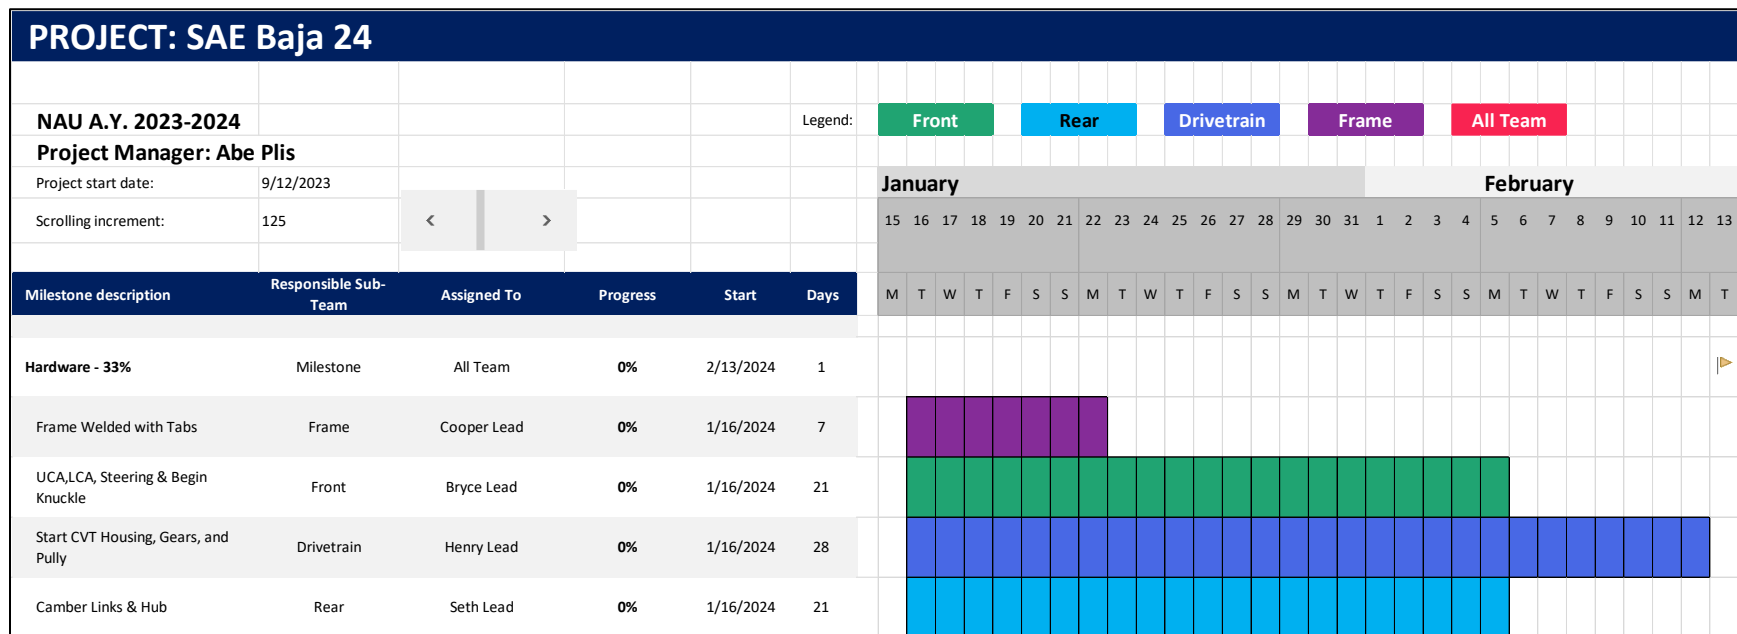 PROJECT: SAE Baja 24
NAU A.Y. 2023-2024
Legend: Front Rear Drivetrain Frame All Team
Project Manager: Abe Plis
Project start date: 9/12/2023
January February
Scrolling increment: 125
15 16 17 18 19 20 21 22 23 24 25 26 27 28 29 30 31 1 2 3 4 5 6 7 8 9 10 11 12 13
Milestone description Responsible Sub-
Team Assigned To Progress Start Days
M T W T F S S M T W T F S S M T W T F S S M T W T F S S M T
Hardware - 33% Milestone All Team 0% 2/13/2024 1
Frame Welded with Tabs Frame Cooper Lead 0% 1/16/2024 7
UCA,LCA, Steering & Begin
Knuckle Front Bryce Lead 0% 1/16/2024 21
Start CVT Housing, Gears, and
Pully Drivetrain Henry Lead 0% 1/16/2024 28
Camber Links & Hub Rear Seth Lead 0% 1/16/2024 21